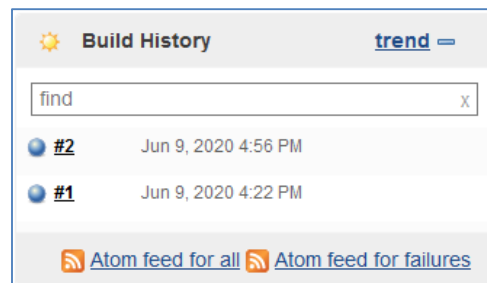 Build History trend
find x
#2 Jun 9, 2020 4:56 PM
#1 Jun 9, 2020 4:22 PM
Atom feed for all Atom feed for failures